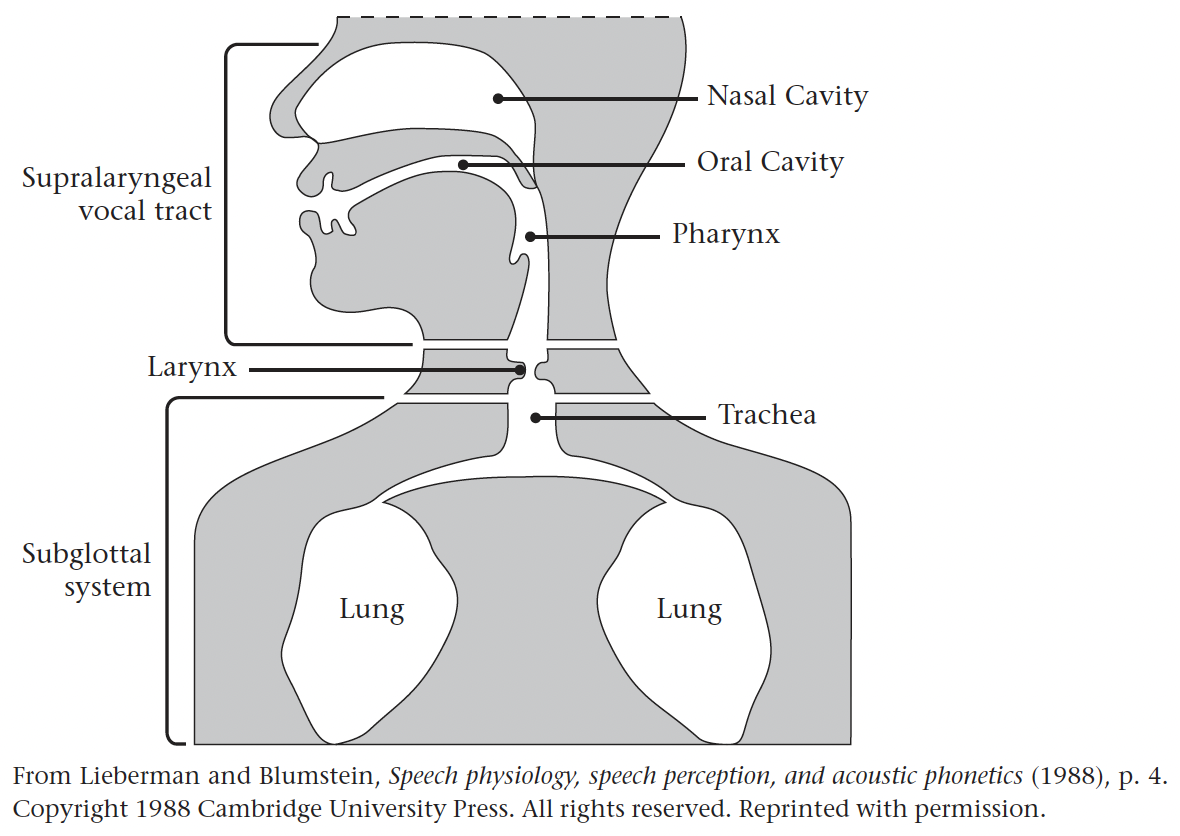 Nasal Cavity
Oral Cavity
Supralaryngeal
vocal tract
Pharynx
Larynx
Trachea
Subglottal
system
Lung
Lung
From Lieberman and Blumstein, Speech physiology, speech perception, and acoustic phonetics (1988), p. 4.
Copyright 1988 Cambridge University Press. All rights reserved. Reprinted with permission.